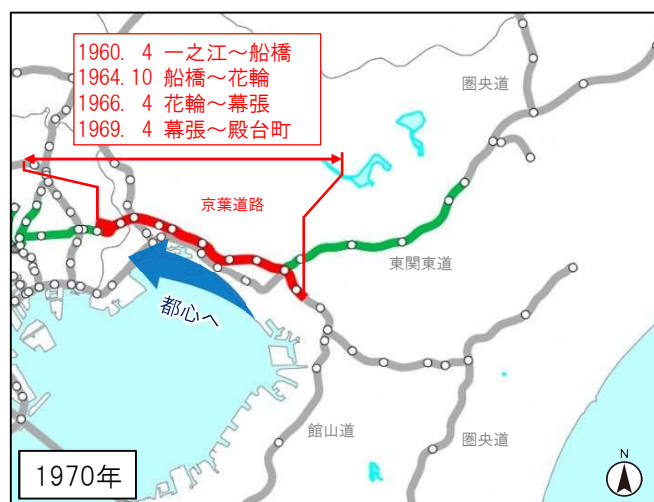 1960. 4 一之江～船橋
1964.10 船橋～花輪
1966. 4 花輪～幕張
1969. 4 幕張～殿台町
圏央道
京葉道路
東関東道
都心へ
館山道
圏央道
1970年
N